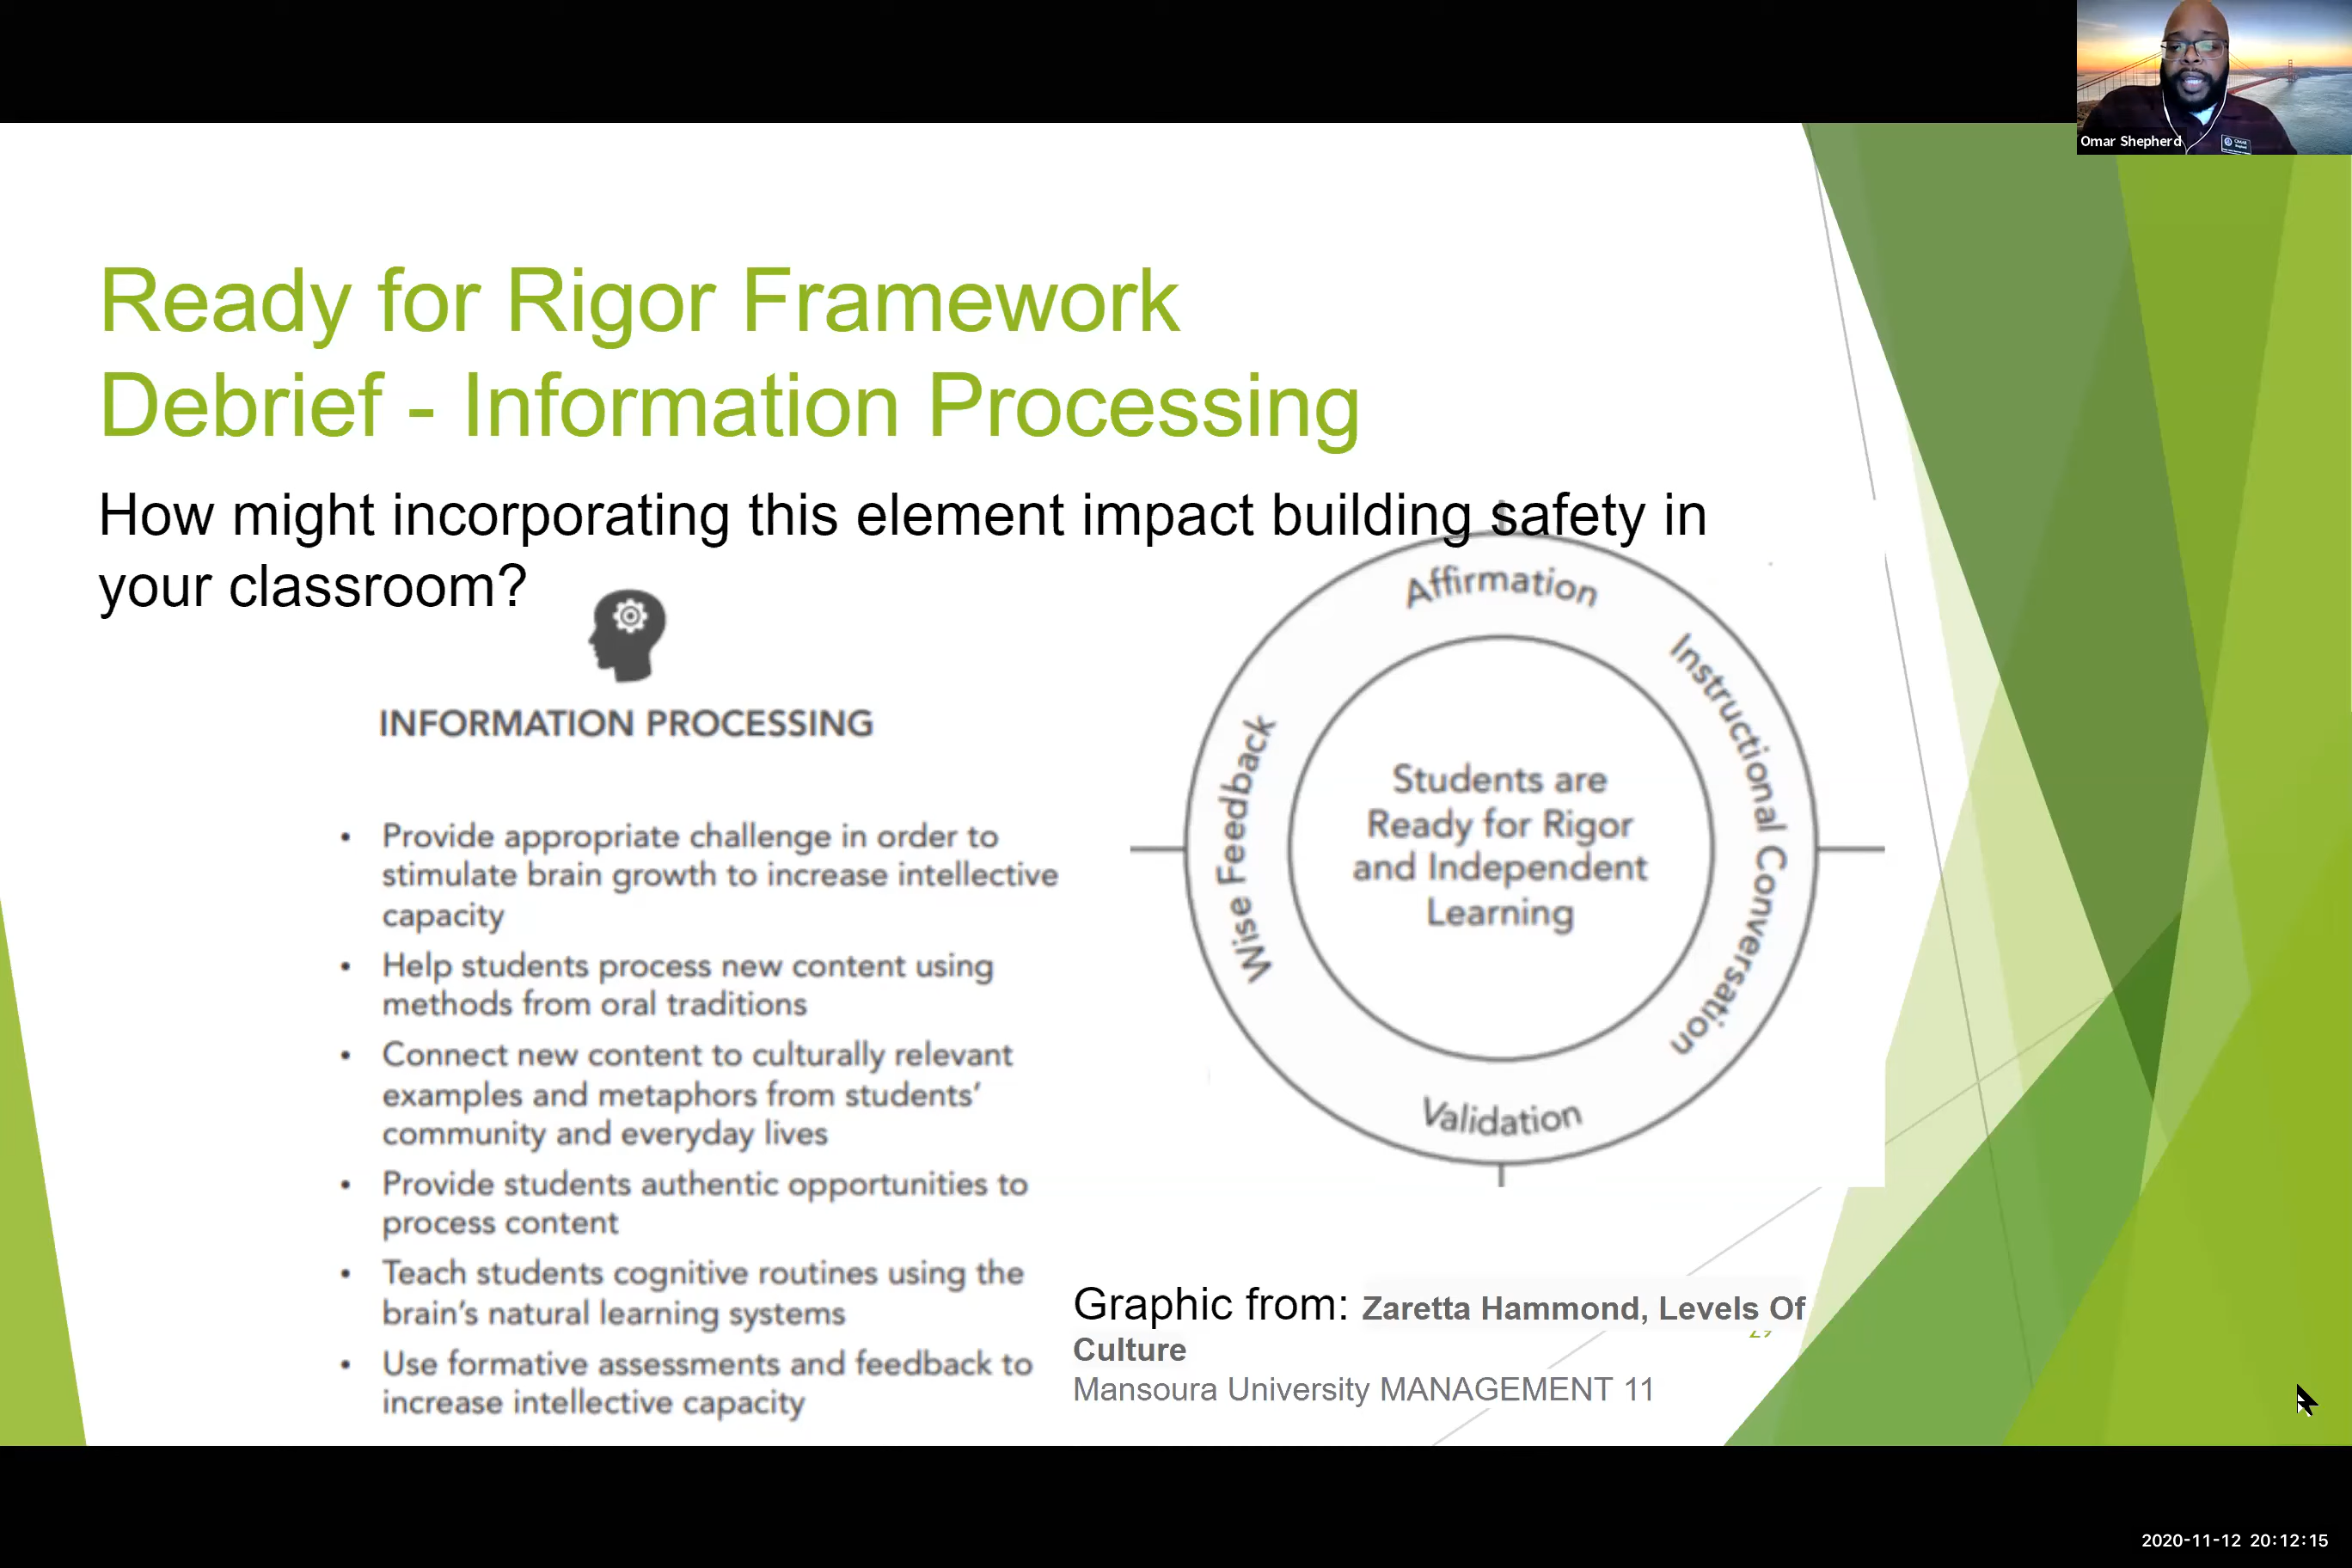 Omar Shepherd
Ready for Rigor Framework
Debrief - Information Processing
How might incorporating this element impact building safety in
your classroom?
INFORMATION PROCESSING
• Provide appropriate challenge in order to
stimulate brain growth to increase intellective
capacity
• Help students process new content using
methods from oral traditions
• Connect new content to culturally relevant
examples and metaphors from students’
community and everyday lives
• Provide students authentic opportunities to
process content
• Teach students cognitive routines using the
brain’s natural learning systems
• Use formative assessments and feedback to
increase intellective capacity
Affirmation
Instructional Conversation
Validation
Wise Feedback
Students are
Ready for Rigor
and Independent
Learning
Graphic from: Zaretta Hammond, Levels Of
Culture
Mansoura University MANAGEMENT 11
2020-11-12 20:12:15